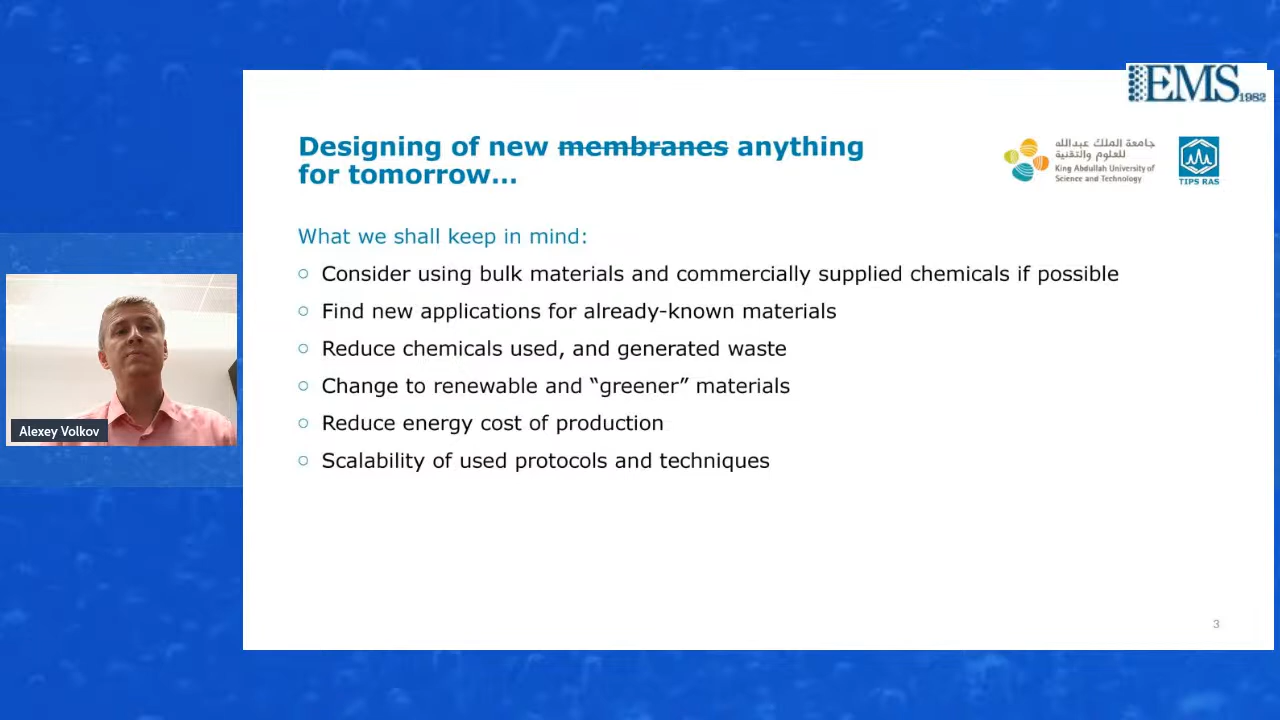 EMS 1982
Designing of new membranes anything
for tomorrow...
جامعة الملك عبدالله
للعلوم والتقنية
King Abdullah University of
Science and Technology
TIPS RAS
What we shall keep in mind:
Consider using bulk materials and commercially supplied chemicals if possible
Find new applications for already-known materials
Reduce chemicals used, and generated waste
Change to renewable and “greener” materials
Reduce energy cost of production
Scalability of used protocols and techniques
Alexey Volkov
3